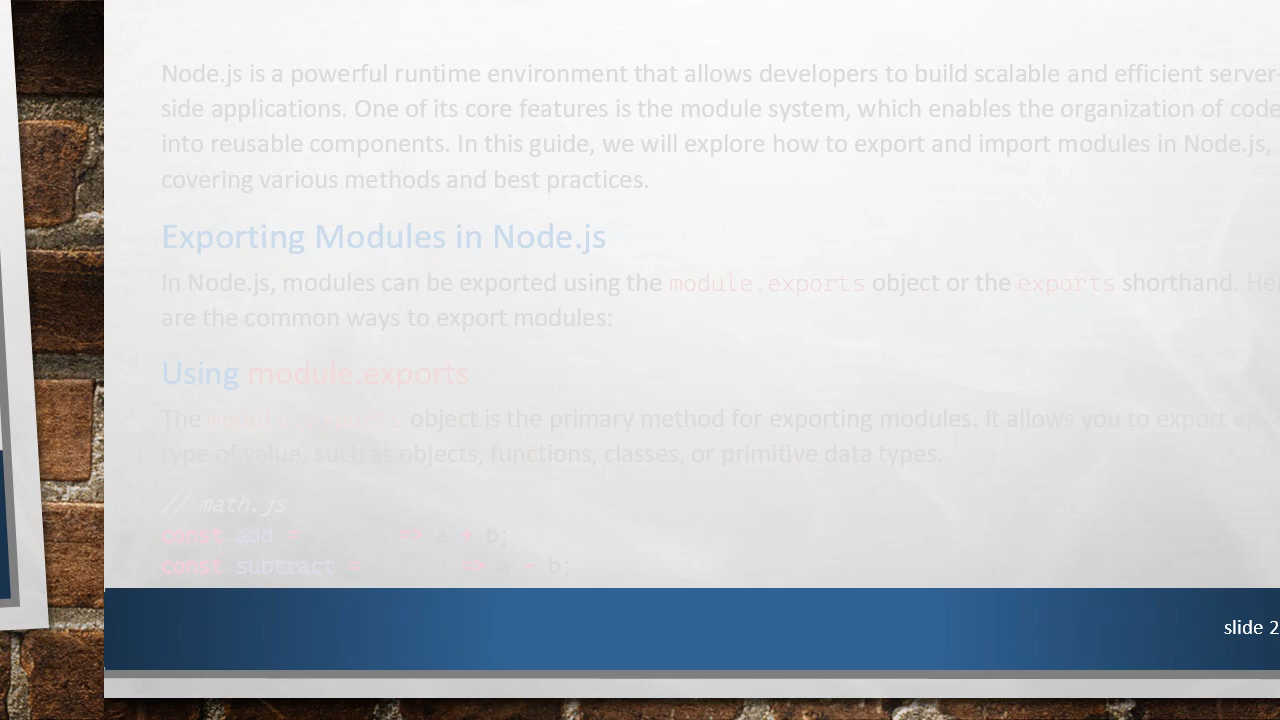 Node.js is a powerful runtime environment that allows developers to build scalable and efficient server-
side applications. One of its core features is the module system, which enables the organization of code
into reusable components. In this guide, we will explore how to export and import modules in Node.js,
covering various methods and best practices.
Exporting Modules in Node.js
In Node.js, modules can be exported using the module.exports object or the exports shorthand.
are the common ways to export modules:
Using module.exports
The module.exports object is the primary method for exporting modules. It allows you to export
type of value, such as objects, functions, classes, or primitive data types.
// math.js
const add = => a + b;
const subtract = => - b;
slide 2